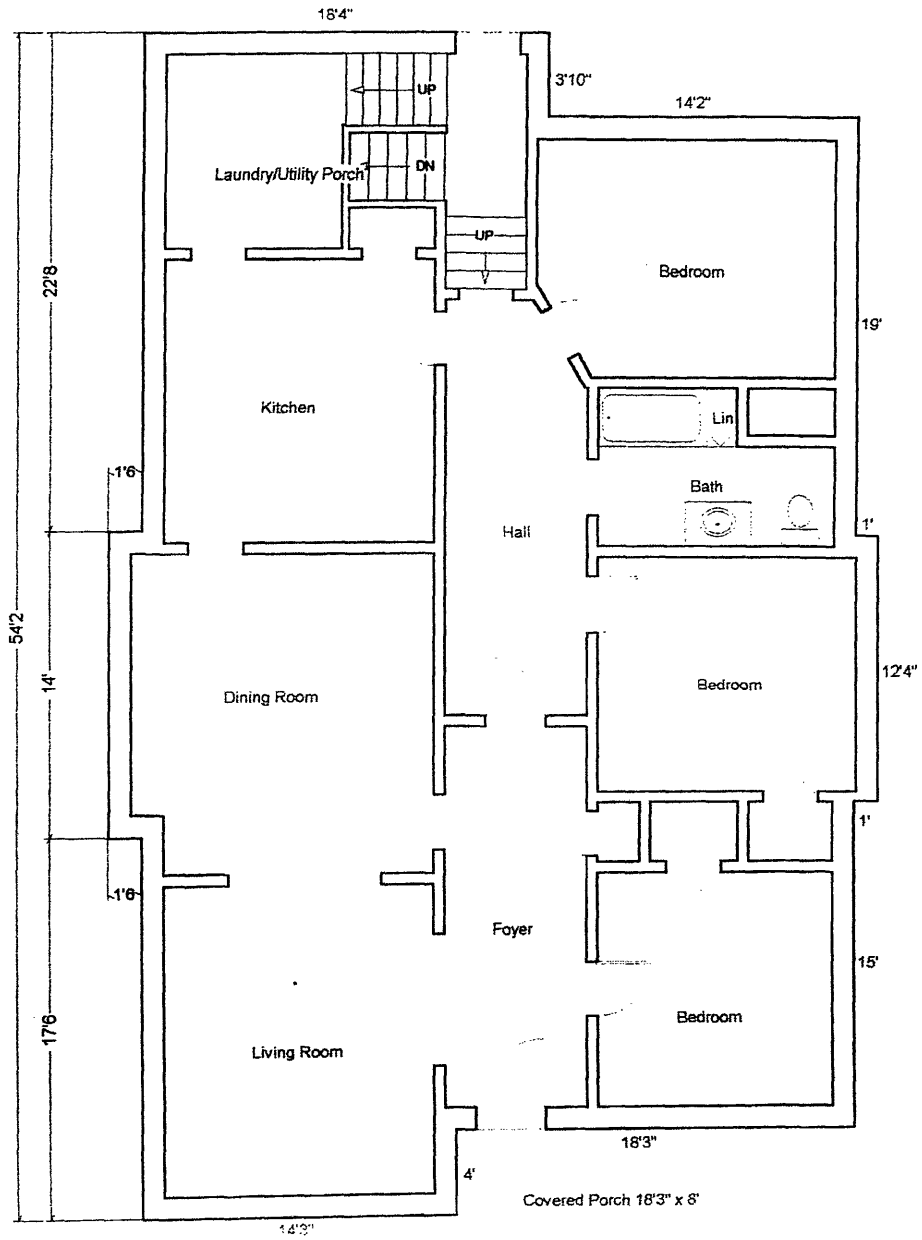 18'4"
UP
3'10"
14'2"
DN
Laundry/Utility Porch
UP
Bedroom
22'8
19'
Kitchen
Lin
1'6
Bath
1'
Hall
54'2
14'
Dining Room
Bedroom
12'4"
1'
1'6
Foyer
15'
17'6
Living Room
Bedroom
18'3"
4'
Covered Porch 18'3" x 8'
14'3"